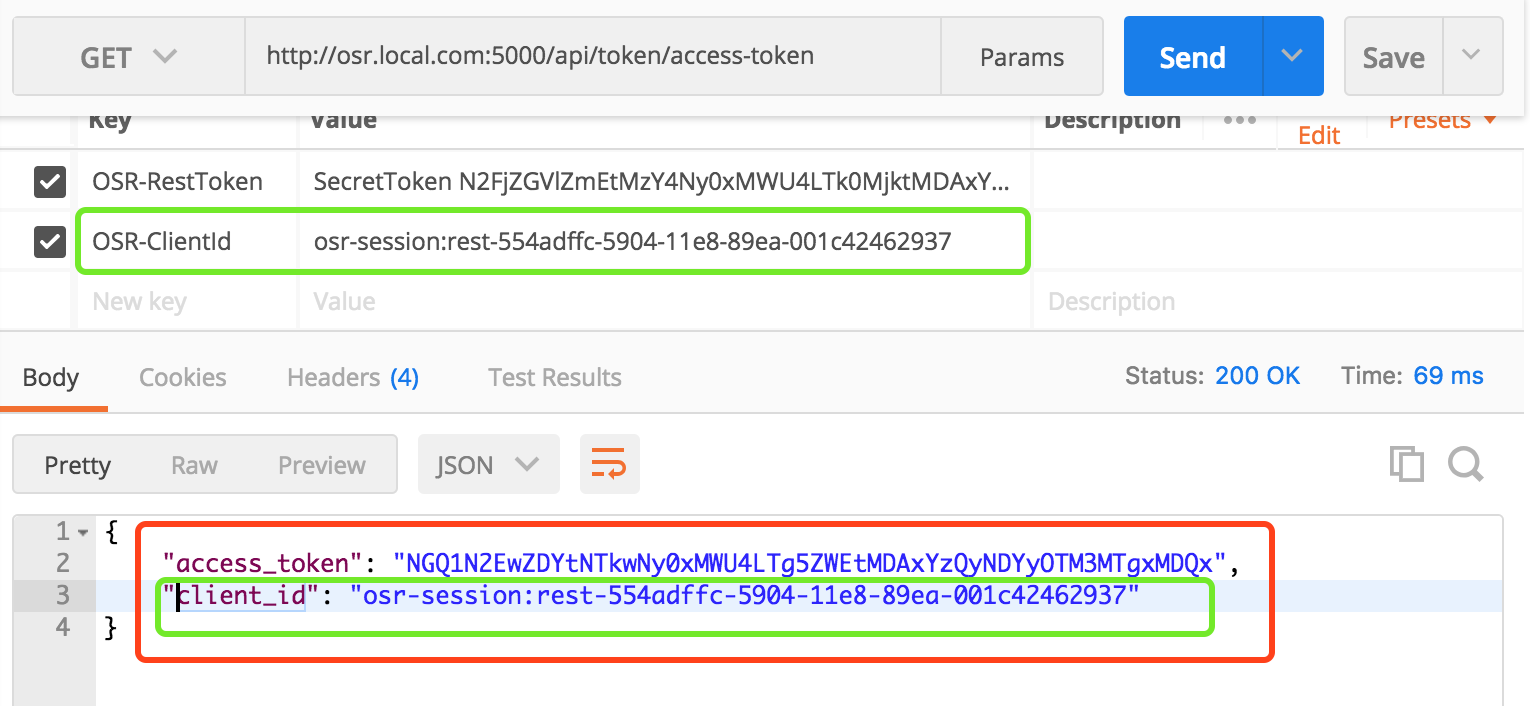 GET http://osr.local.com:5000/api/token/access-token Params Send Save
Key Value Description ••• Edit Presets
OSR-RestToken SecretToken N2FjZGVlZmEtMzY4Ny0xMWU4LTk0MjktMDAxY...
OSR-ClientId osr-session:rest-554adffc-5904-11e8-89ea-001c42462937
New key Value Description
Body Cookies Headers (4) Test Results Status: 200 OK Time: 69 ms
Pretty Raw Preview JSON
1 {
2 "access_token": "NGQ1N2EwZDYtNTkwNy0xMWU4LTg5ZWEtMDAxYzQyNDYyOTM3MTgxMDQx",
3 "client_id": "osr-session:rest-554adffc-5904-11e8-89ea-001c42462937"
4 }